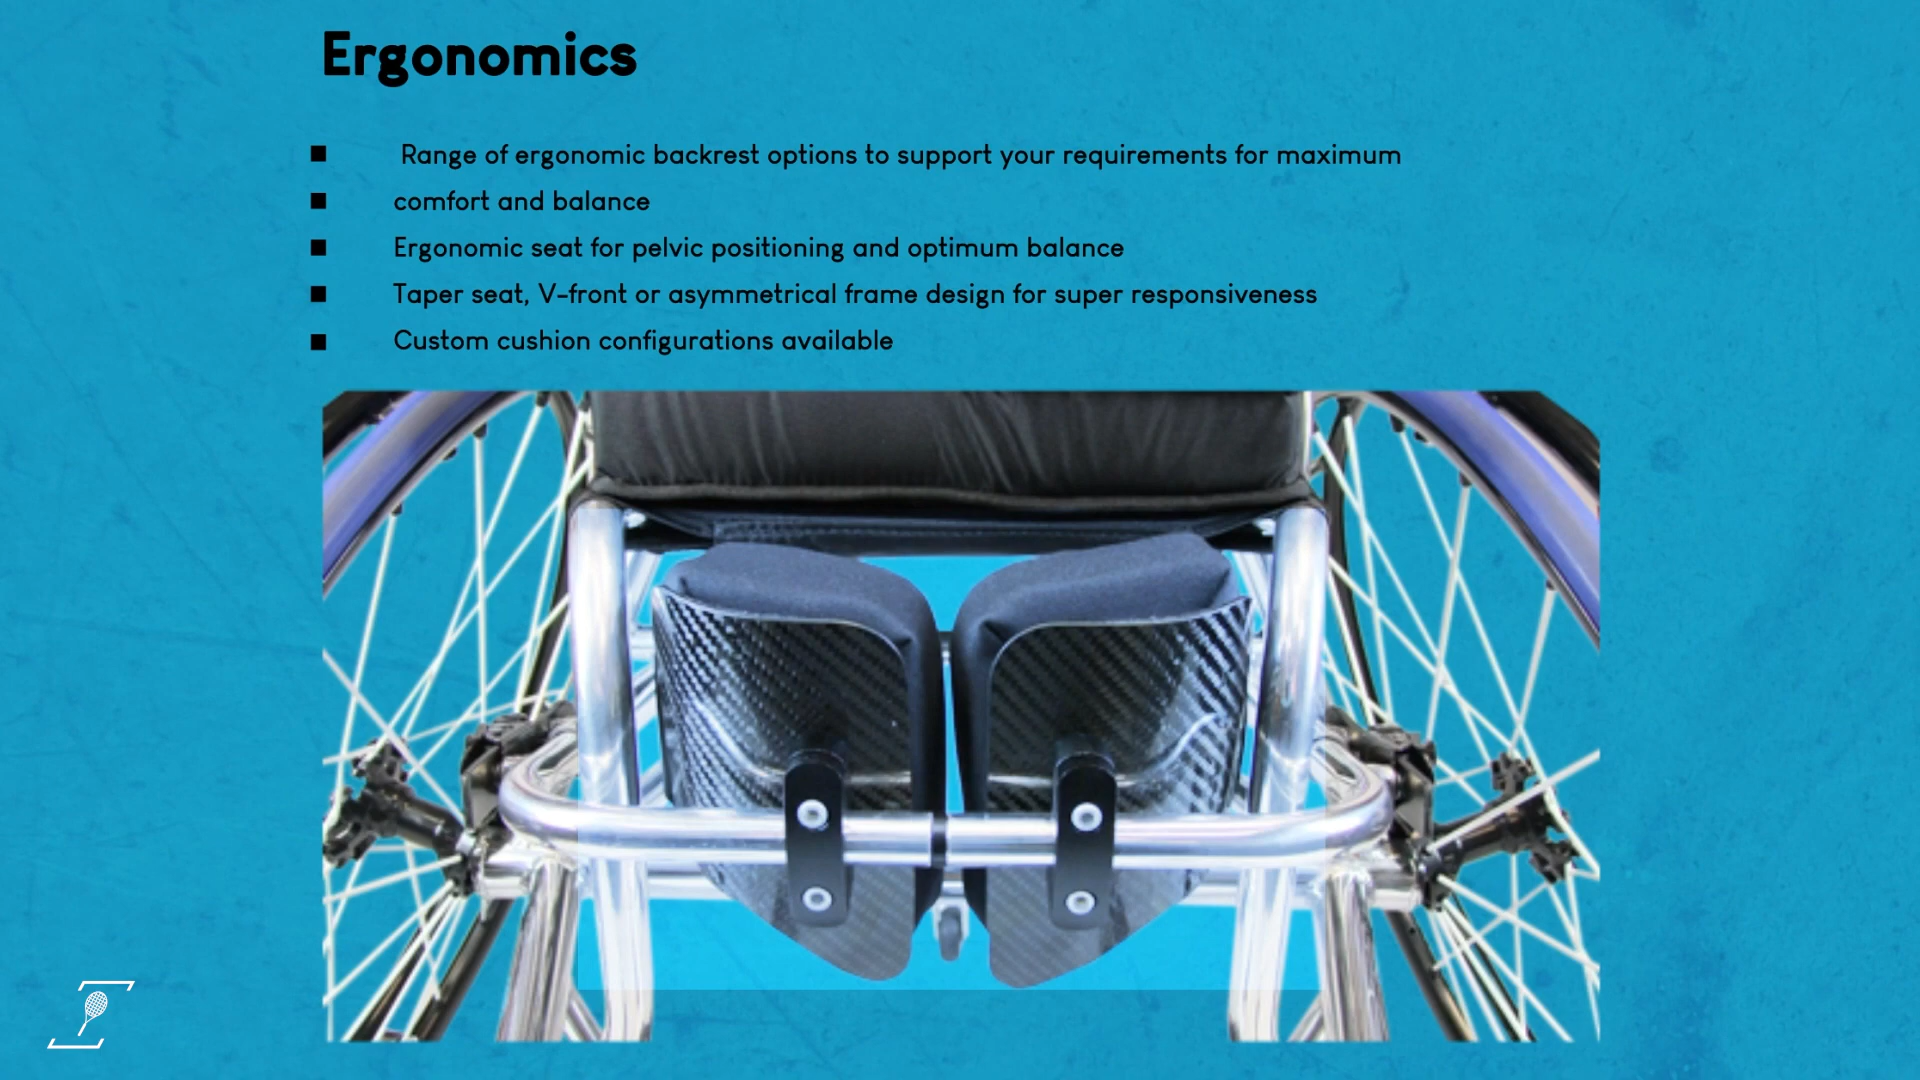 Ergonomics
■ Range of ergonomic backrest options to support your requirements for maximum
■ comfort and balance
■ Ergonomic seat for pelvic positioning and optimum balance
■ Taper seat, V-front or asymmetrical frame design for super responsiveness
■ Custom cushion configurations available